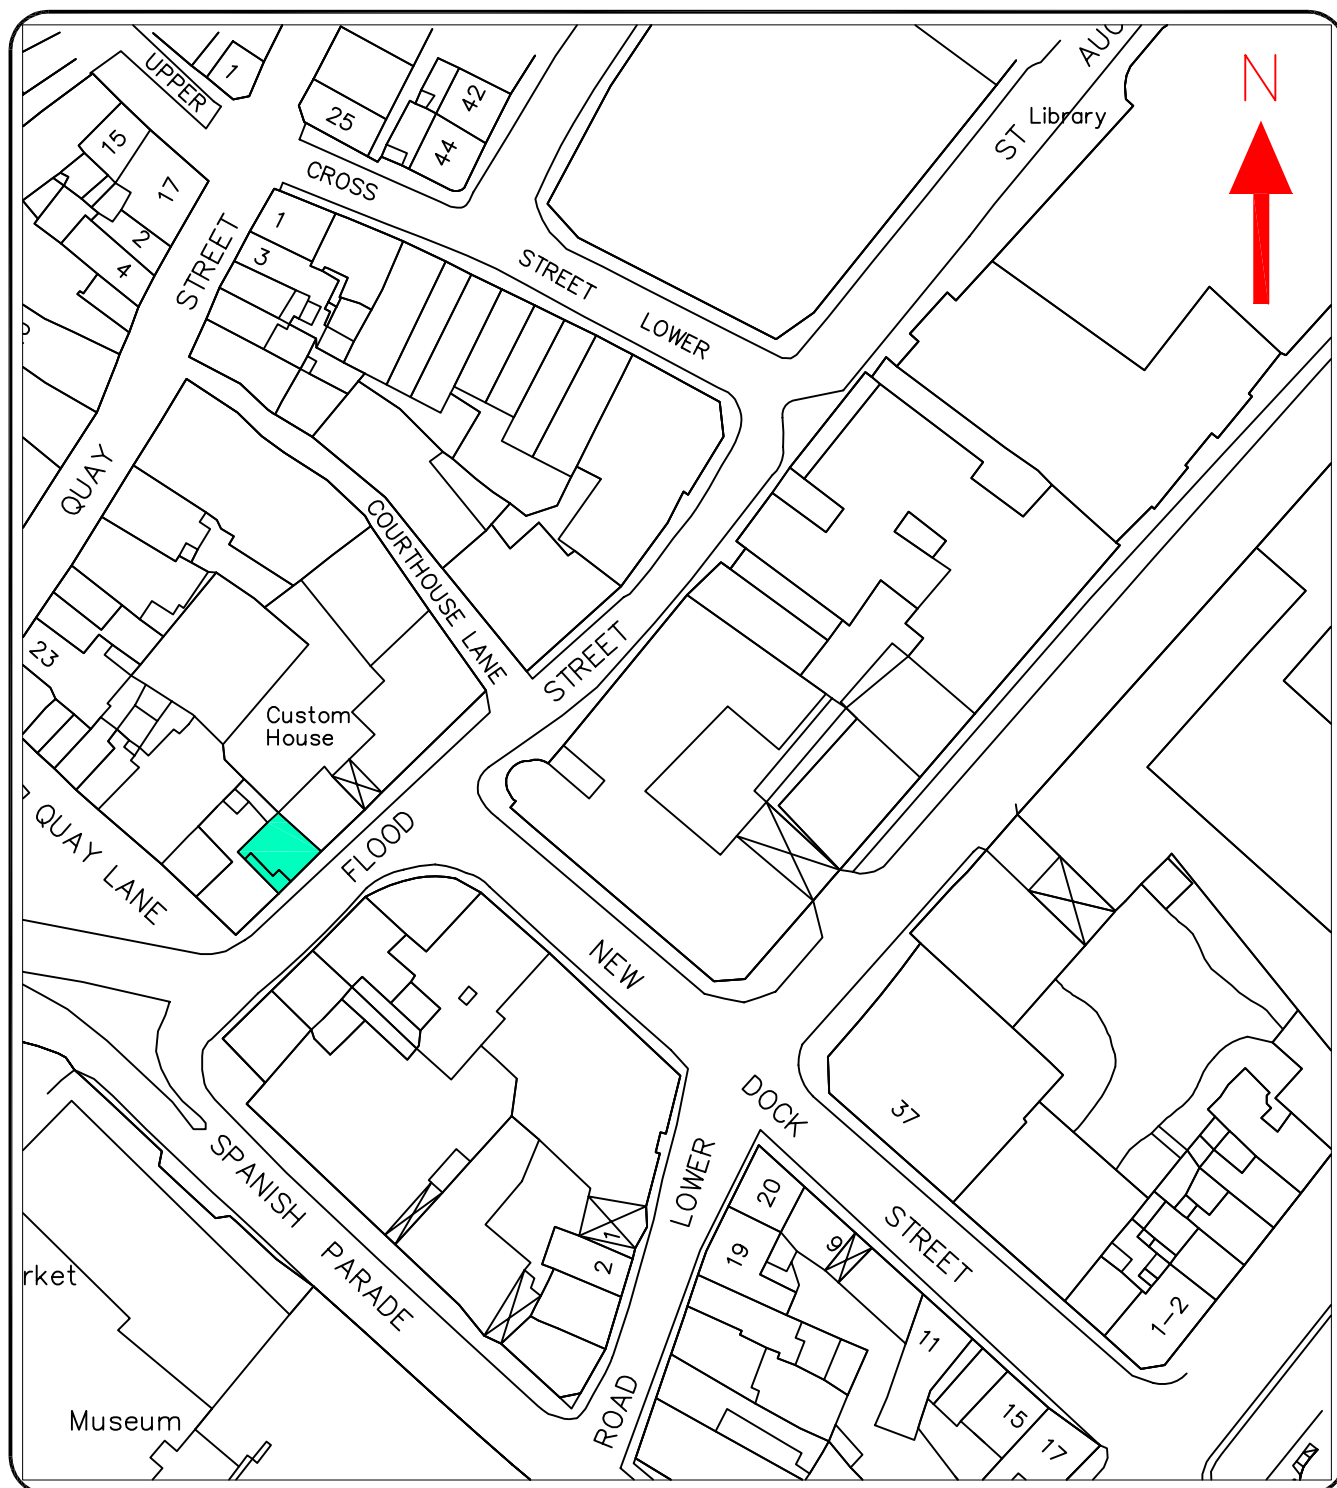 AUG
N
UPPER
1
42
25
44
ST
Library
15
CROSS
17
1
2
STREET
3
STREET
4
LOWER
QUAY
COURTHOUSE LANE
23
STREET
Custom
House
QUAY LANE
FLOOD
NEW
DOCK
37
SPANISH
LOWER
20
STREET
PARADE
1
19
9
2
rket
1-2
11
Museum
ROAD
15
17